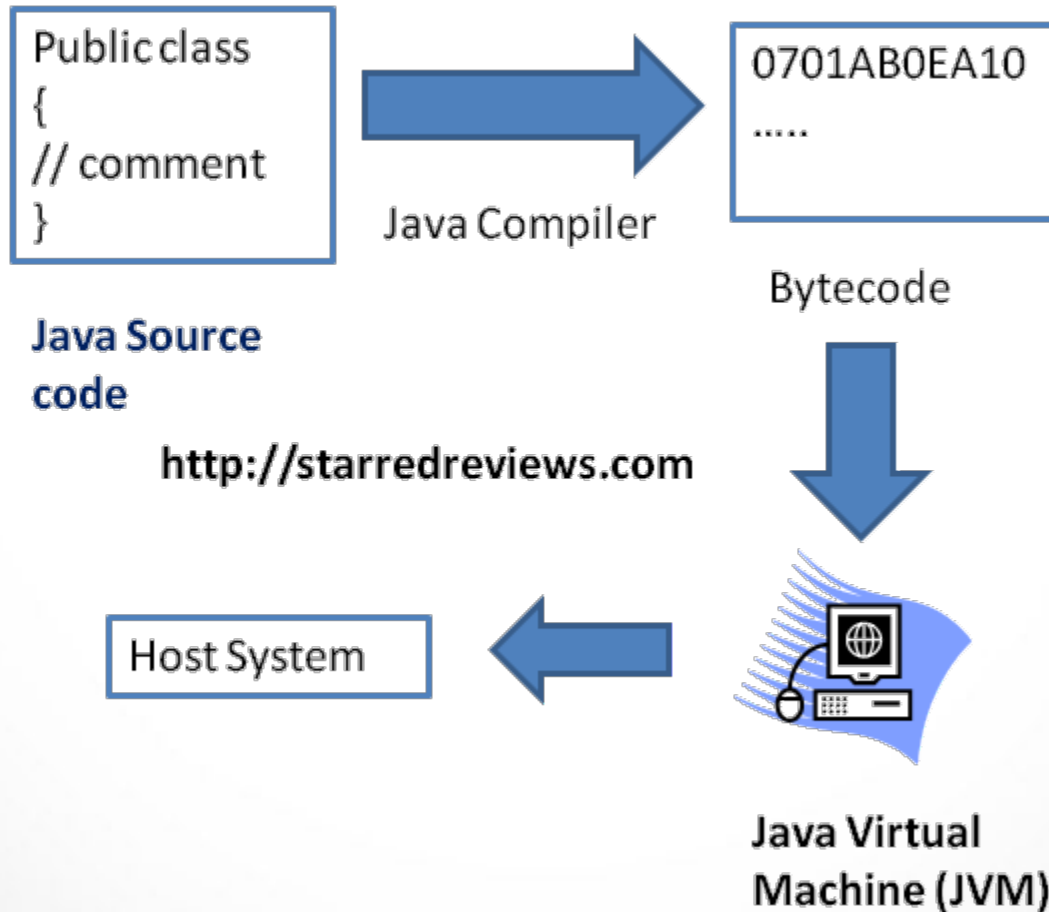 Public class
{
// comment
}
Java Compiler
0701AB0EA10
.....
Bytecode
Java Source
code
http://starredreviews.com
Host System
Java Virtual
Machine (JVM)